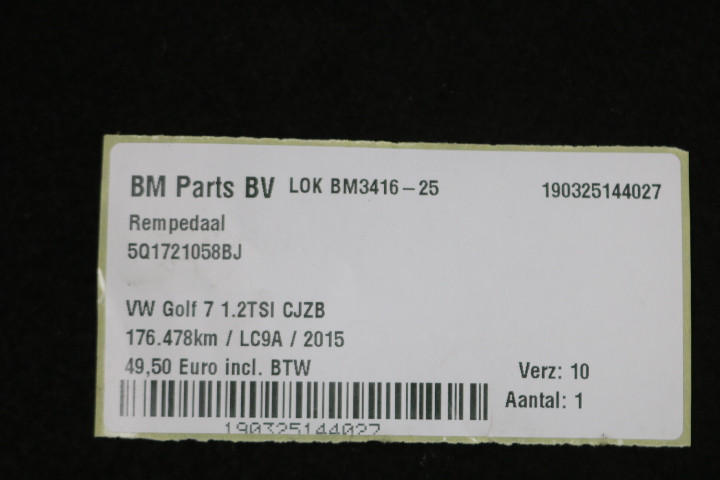 BM Parts BV LOK BM3416-25 190325144027
Rempedaal
5Q1721058BJ
VW Golf 7 1.2TSI CJZB
176.478km / LC9A / 2015
49,50 Euro incl. BTW
Verz: 10
Aantal: 1
190325144027